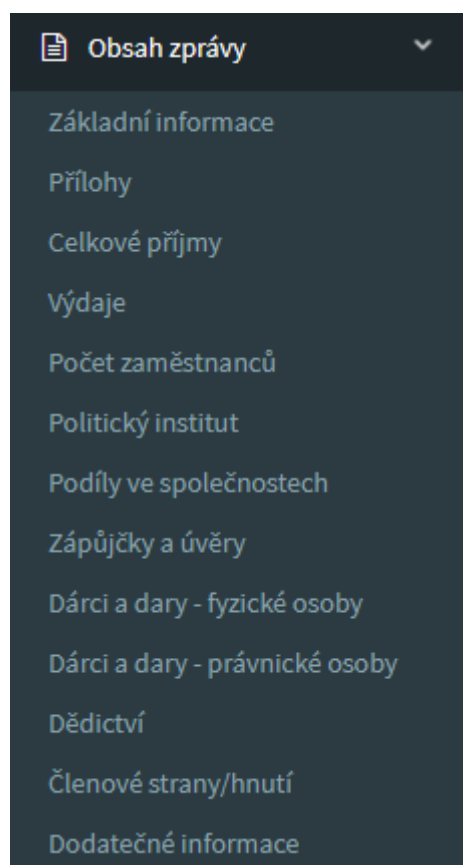 Obsah zprávy
Základní informace
Přílohy
Celkové příjmy
Výdaje
Počet zaměstnanců
Politický institut
Podíly ve společnostech
Zápůjčky a úvěry
Dárci a dary - fyzické osoby
Dárci a dary - právnické osoby
Dědictví
Členové strany/hnutí
Dodatečné informace